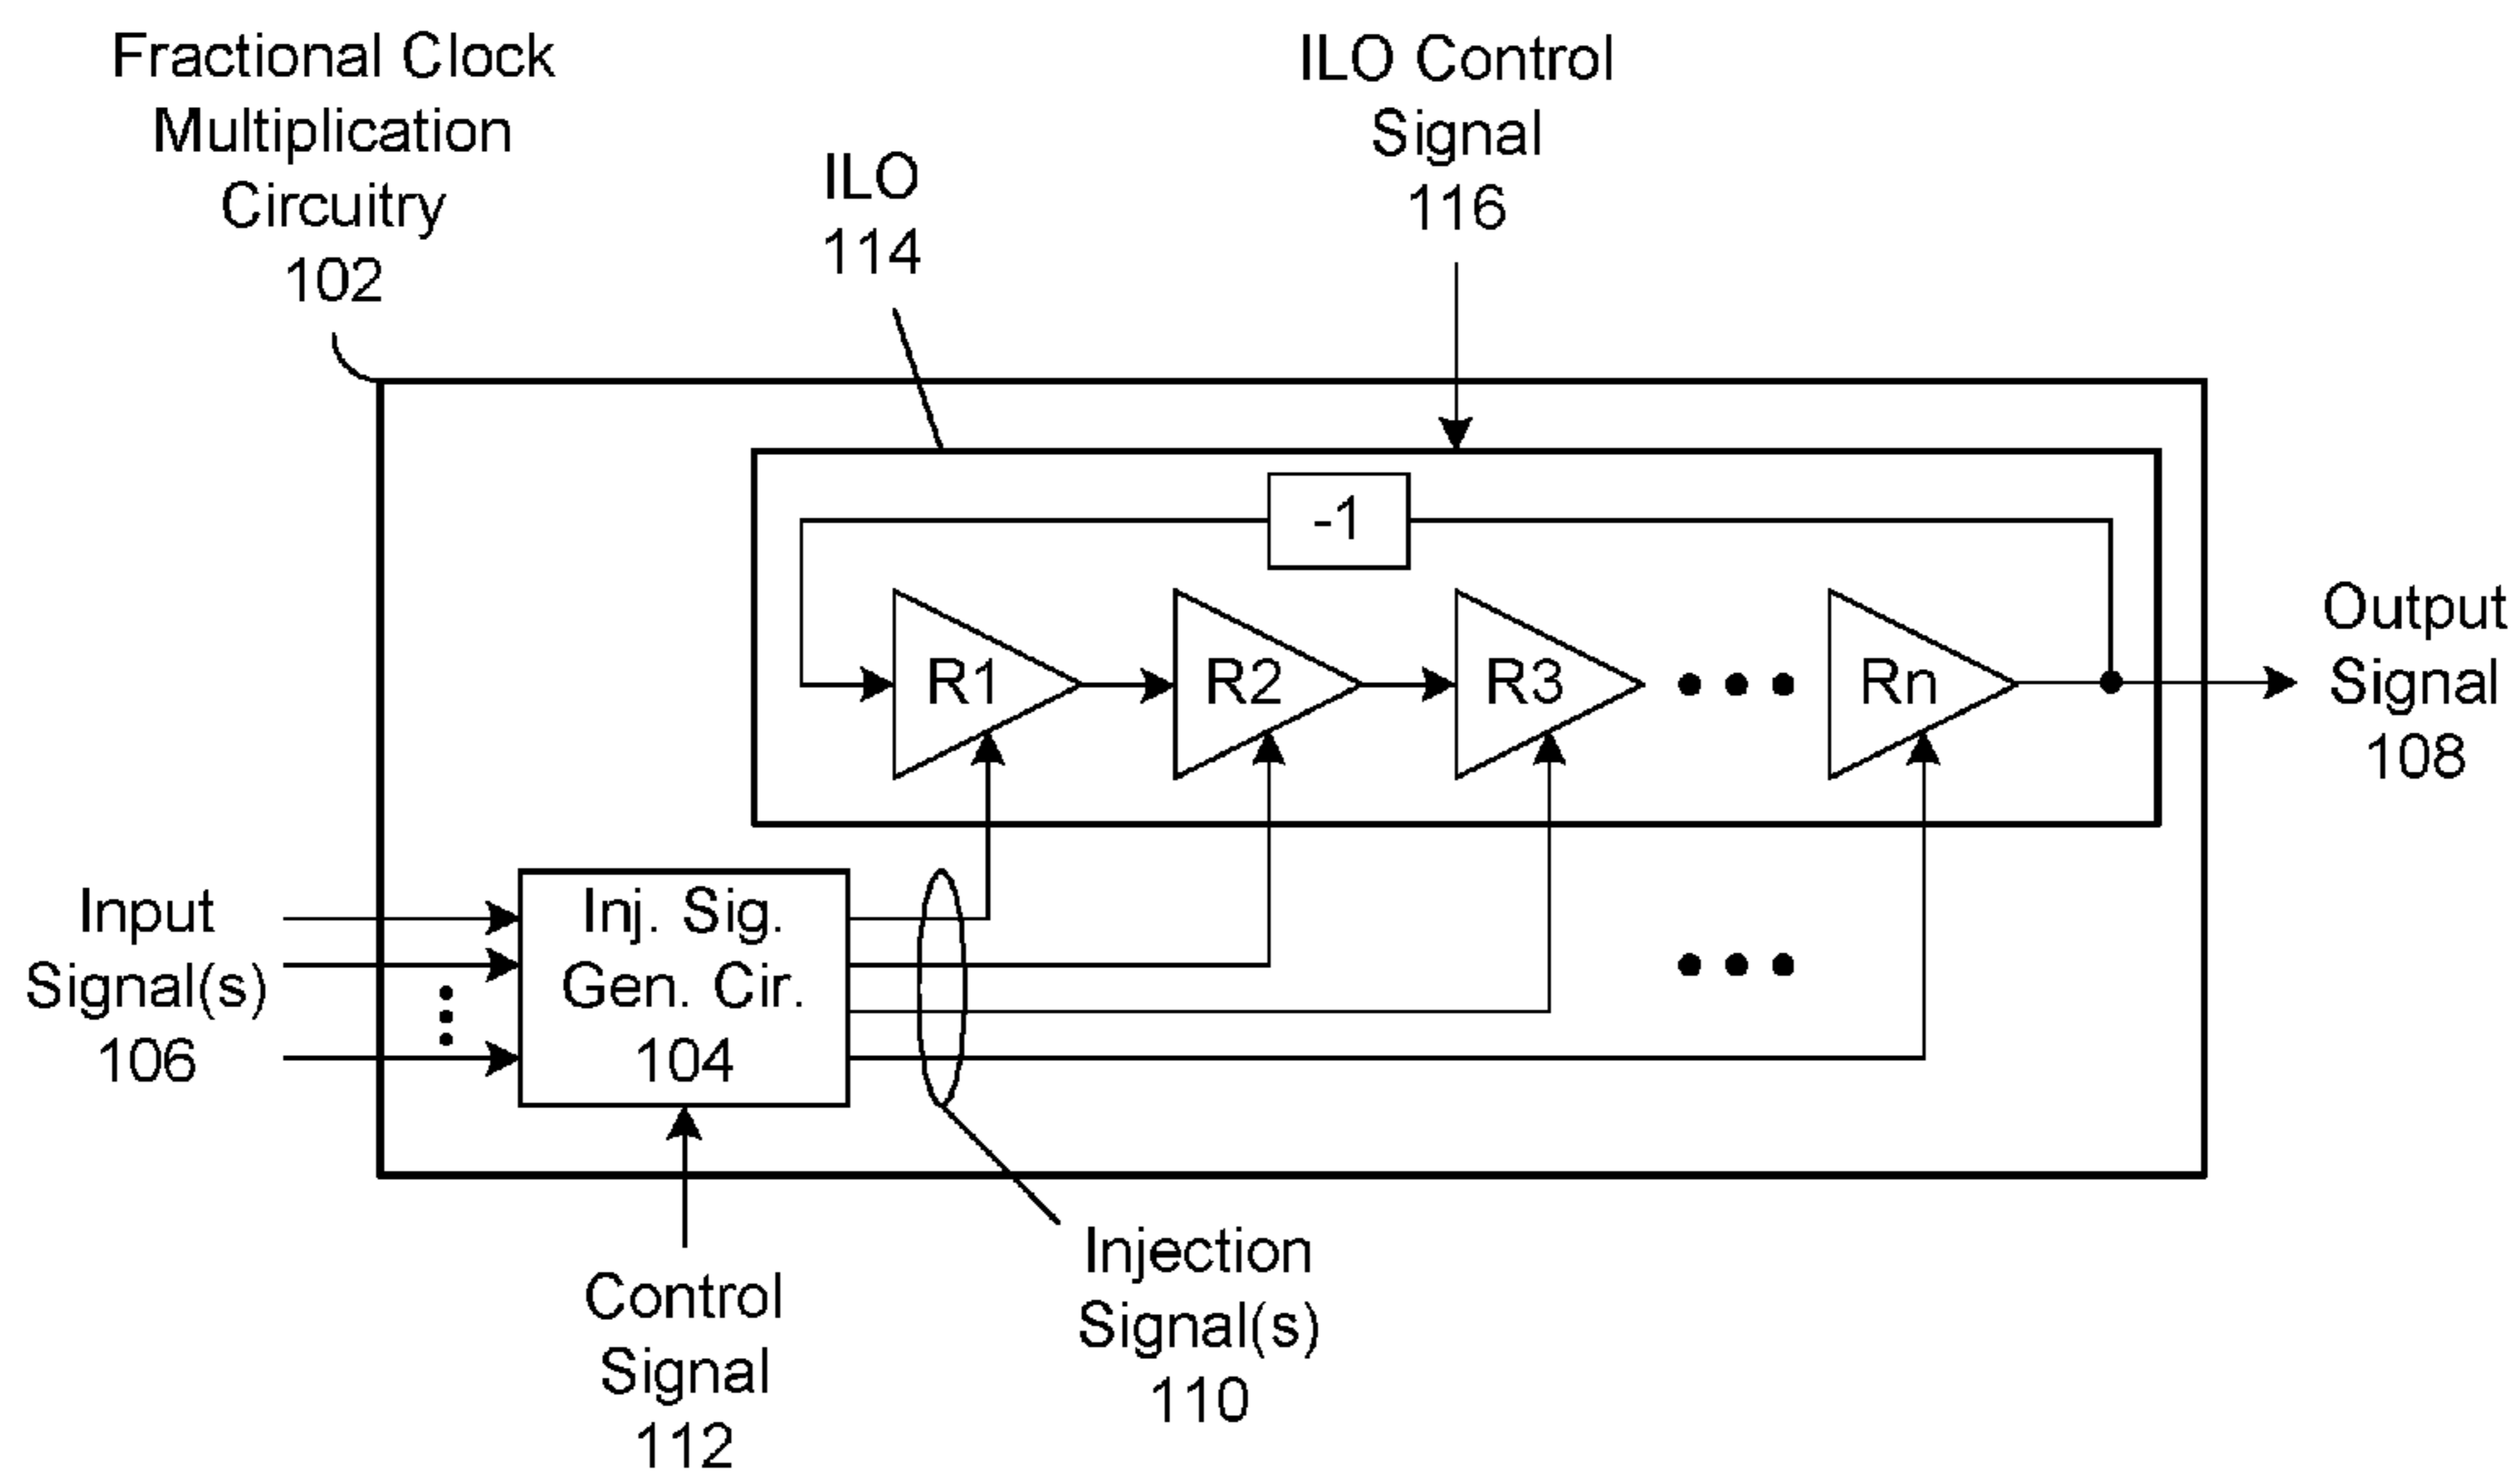 Fractional Clock
Multiplication
Circuitry
102
ILO
114
ILO Control
Signal
116
-1
R1
R2
R3
Rn
Output
Signal
108
Input
Signal(s)
106
Inj. Sig.
Gen. Cir.
104
Control
Signal
112
Injection
Signal(s)
110